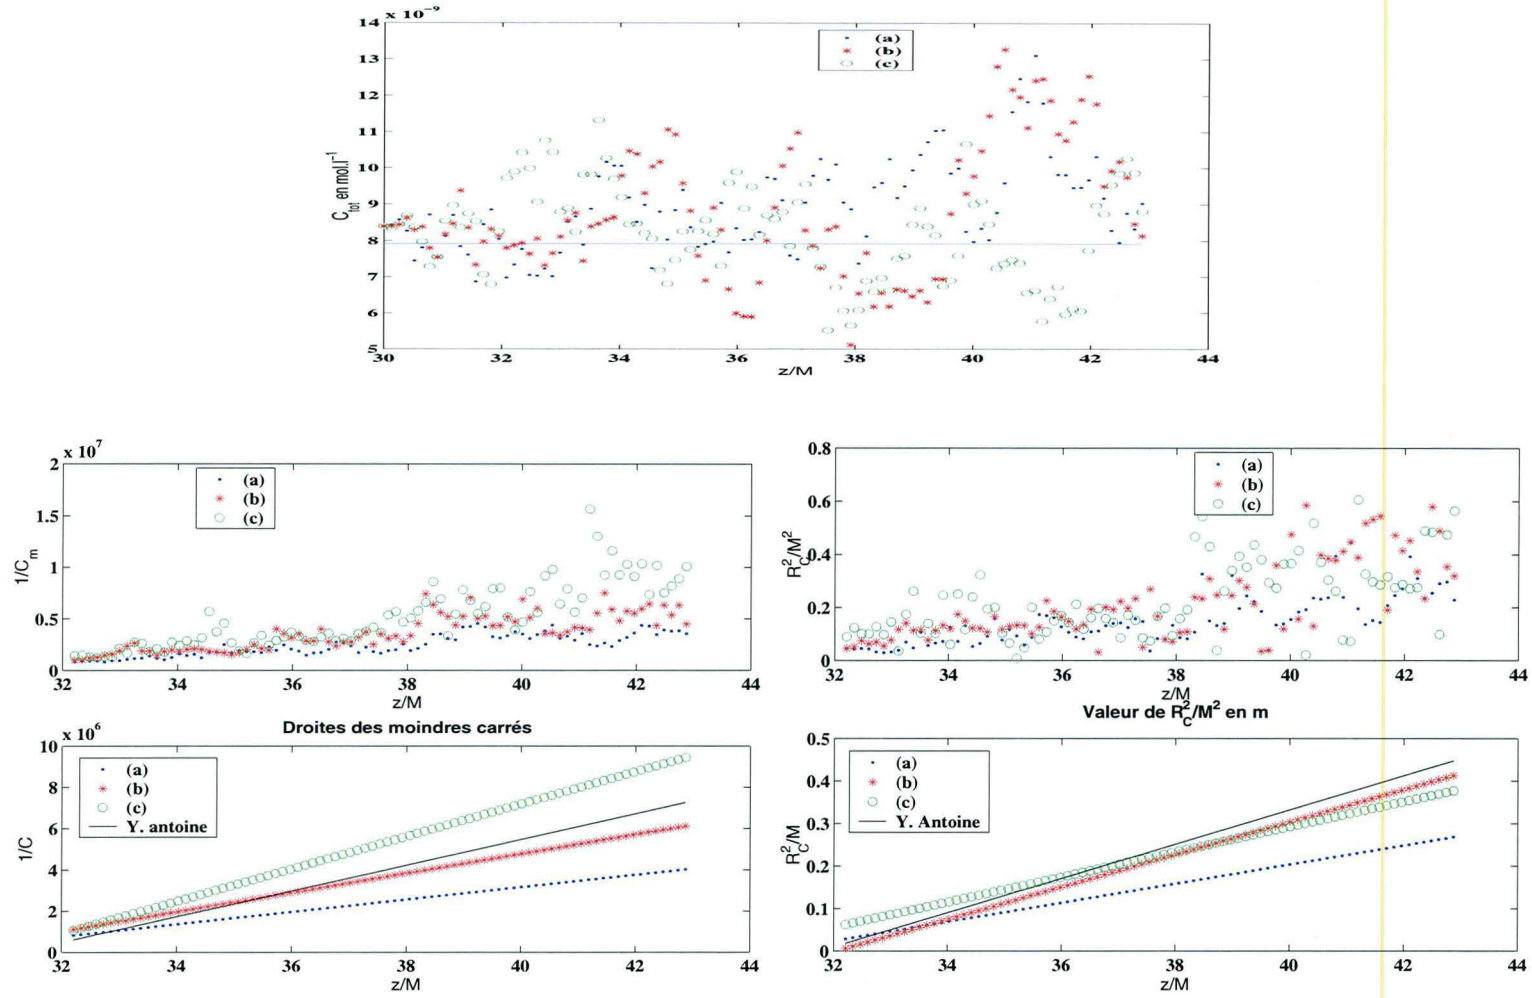 x 10⁻⁹
14
13
12
11
10
9
8
7
6
5
C_tot en mol.l⁻¹
(a)
(b)
(c)
30 32 34 36 38 40 42 44
z/M
x 10⁷
2
1.5
1
0.5
0
1/C_m
(a)
(b)
(c)
32 34 36 38 40 42 44
z/M
0.8
0.6
0.4
0.2
0
R_C²/M²
(a)
(b)
(c)
32 34 36 38 40 42 44
z/M
Droites des moindres carrés
x 10⁶
10
8
6
4
2
0
1/C
(a)
(b)
(c)
Y. antoine
32 34 36 38 40 42 44
z/M
Valeur de R_C²/M² en m
0.5
0.4
0.3
0.2
0.1
0
R_C²/M
(a)
(b)
(c)
Y. Antoine
32 34 36 38 40 42 44
z/M